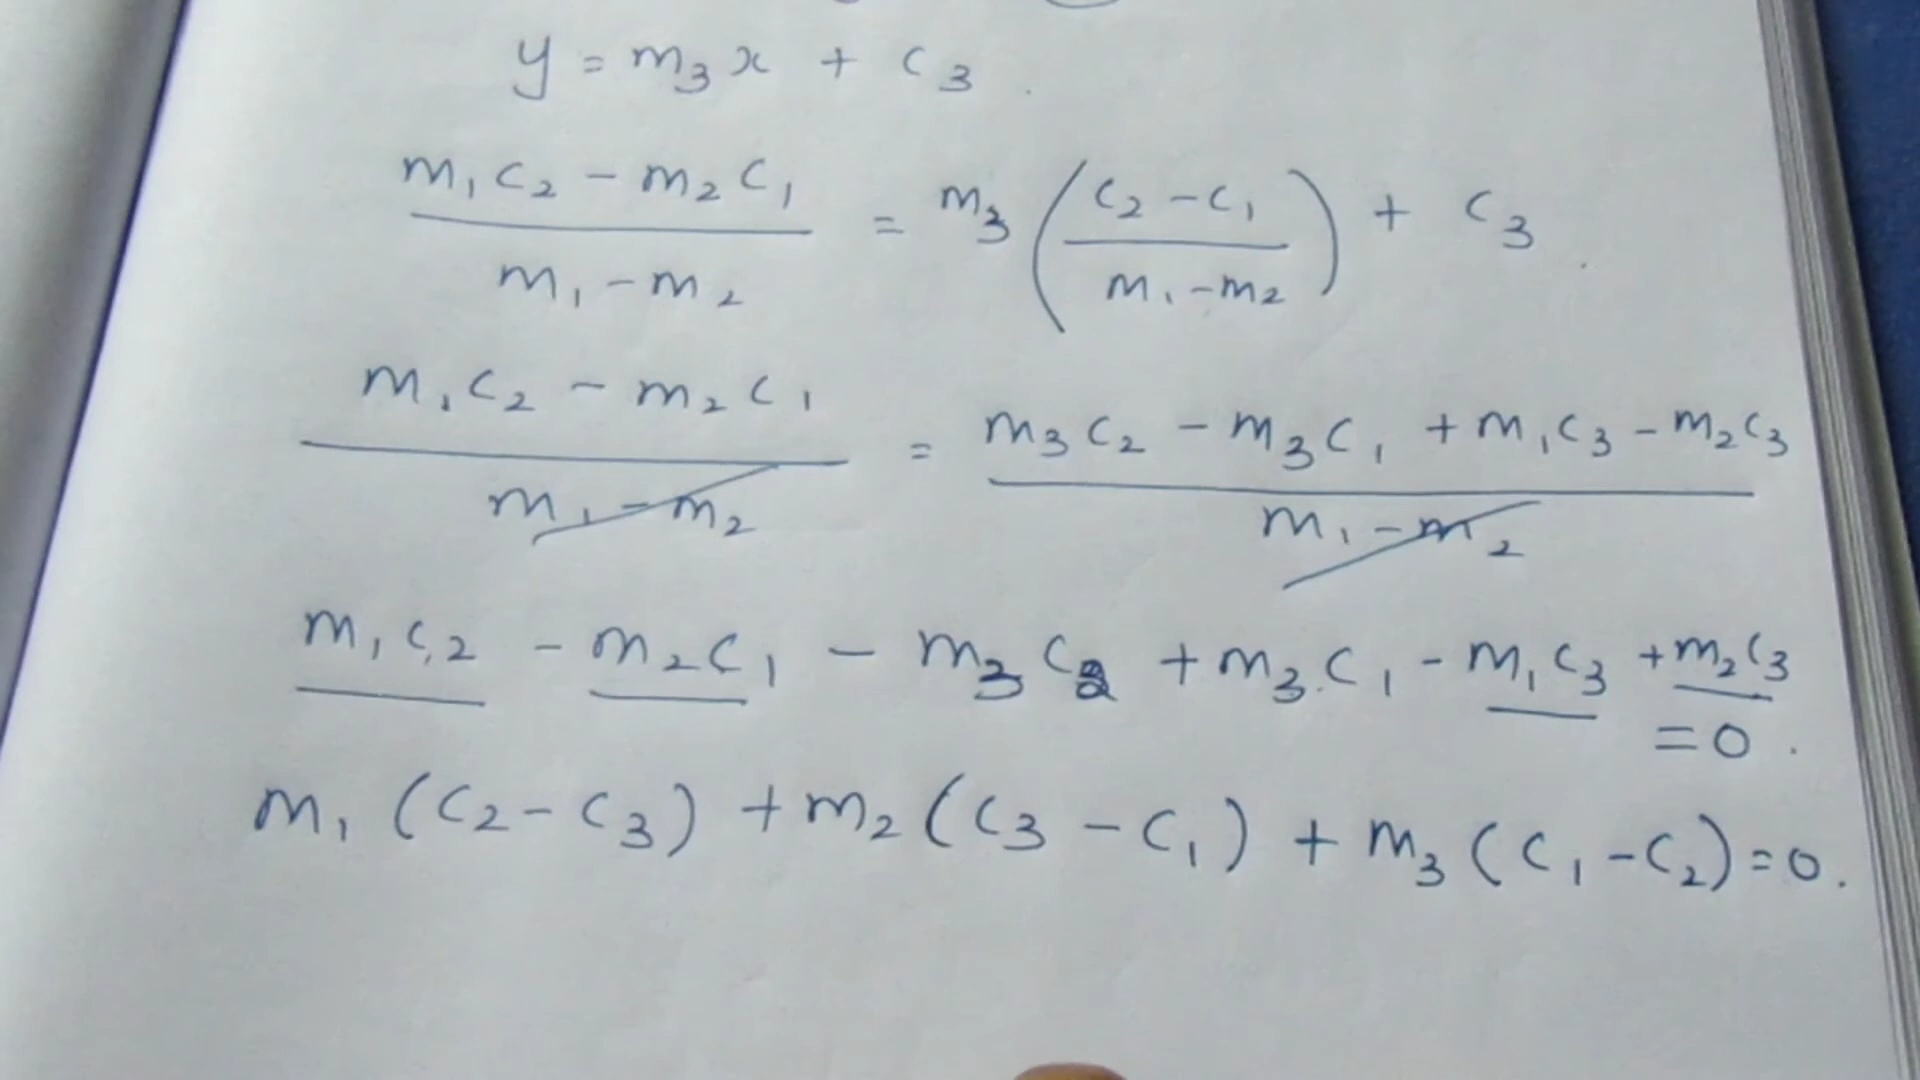 y = m₃x + c₃.
(m₁c₂ - m₂c₁)/(m₁ - m₂) = m₃((c₂ - c₁)/(m₁ - m₂)) + c₃.
(m₁c₂ - m₂c₁)/(m₁ - m₂) = (m₃c₂ - m₃c₁ + m₁c₃ - m₂c₃)/(m₁ - m₂)
m₁c₂ - m₂c₁ - m₃c₂ + m₃c₁ - m₁c₃ + m₂c₃
= 0.
m₁(c₂ - c₃) + m₂(c₃ - c₁) + m₃(c₁ - c₂) = 0.